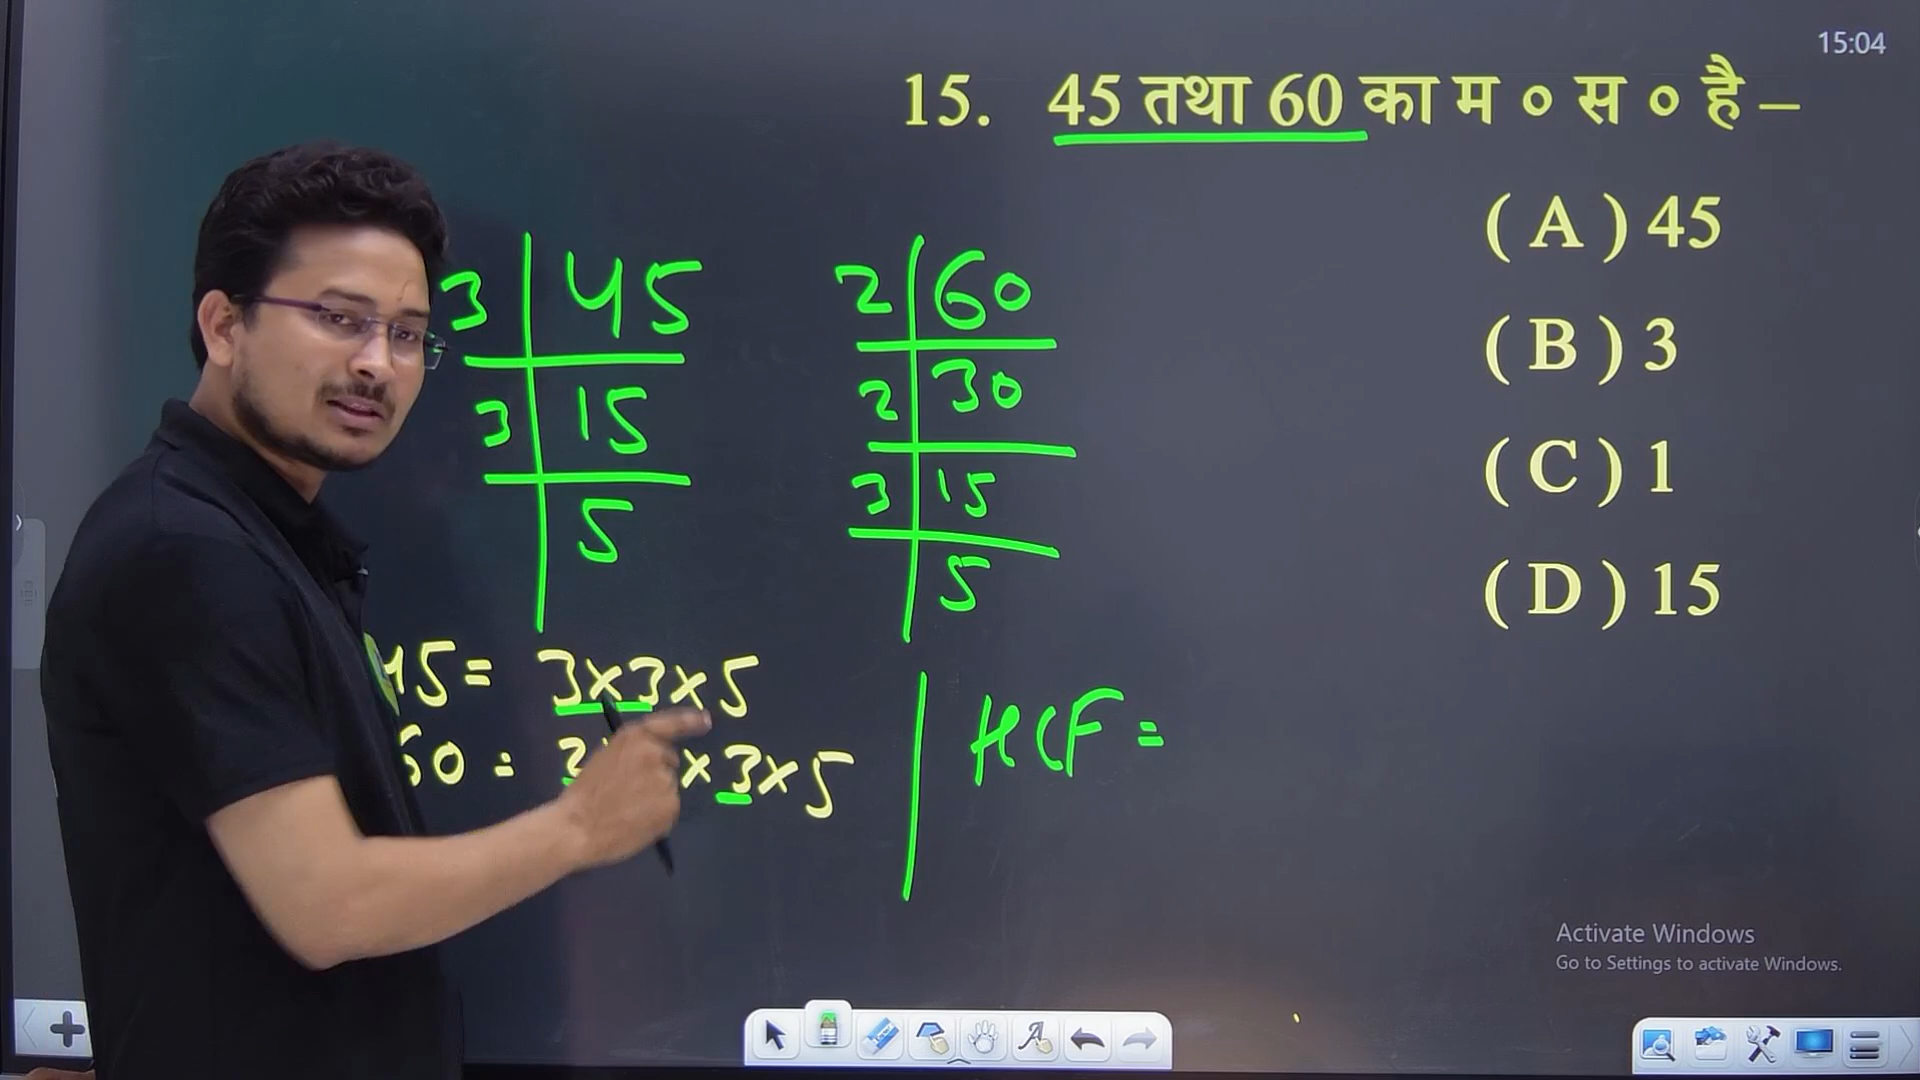 15:04
15. 45 तथा 60 का म ० स ० है –
(A) 45
(B) 3
(C) 1
(D) 15
3 | 45
3 | 15
5
2 | 60
2 | 30
3 | 15
5
45 = 3×3×5
60 = × 3×5
HCF =
Activate Windows
Go to Settings to activate Windows.